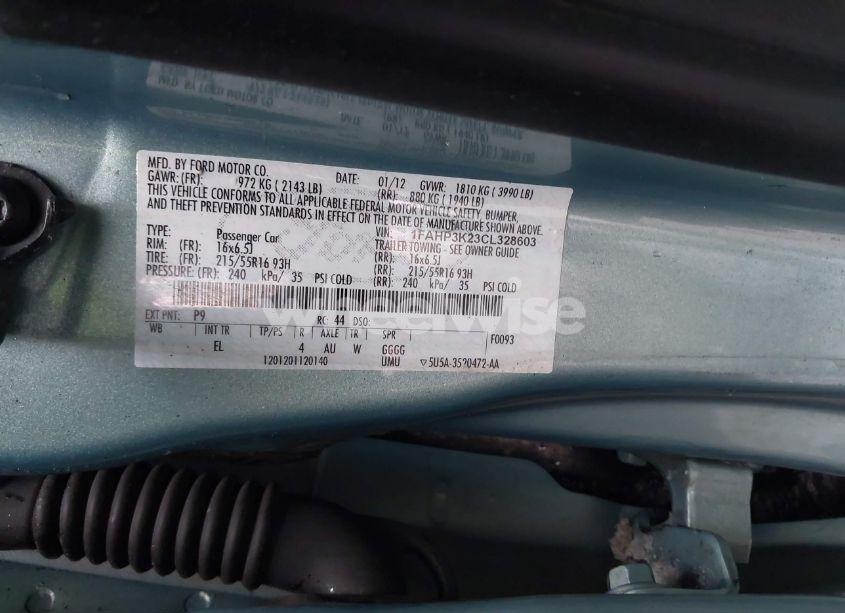 MFD. BY FORD MOTOR CO.
DATE: 01/12 GVWR: 1810 KG ( 3990 LB)
GAWR:(FR): 972 KG ( 2143 LB) (RR): 880 KG ( 1940 LB)
THIS VEHICLE CONFORMS TO ALL APPLICABLE FEDERAL MOTOR VEHICLE SAFETY, BUMPER,
AND THEFT PREVENTION STANDARDS IN EFFECT ON THE DATE OF MANUFACTURE SHOWN ABOVE.
VIN: 1FAHP3K23CL328603
TYPE: Passenger Car TRAILER TOWING - SEE OWNER GUIDE
RIM: (FR): 16x6.5J (RR): 16x6.5J
TIRE: (FR): 215/55R16 93H (RR): 215/55R16 93H
PRESSURE: (FR): 240 kPa/ 35 PSI COLD (RR): 240 kPa/ 35 PSI COLD
EXT PNT: P9 RC: 44 DSO: F0093
WB INT TR TP/PS R AXLE TR SPR
EL 4 AU W GGGG
1201201120140 UMU ▽5U5A-3520472-AA
wheelwise